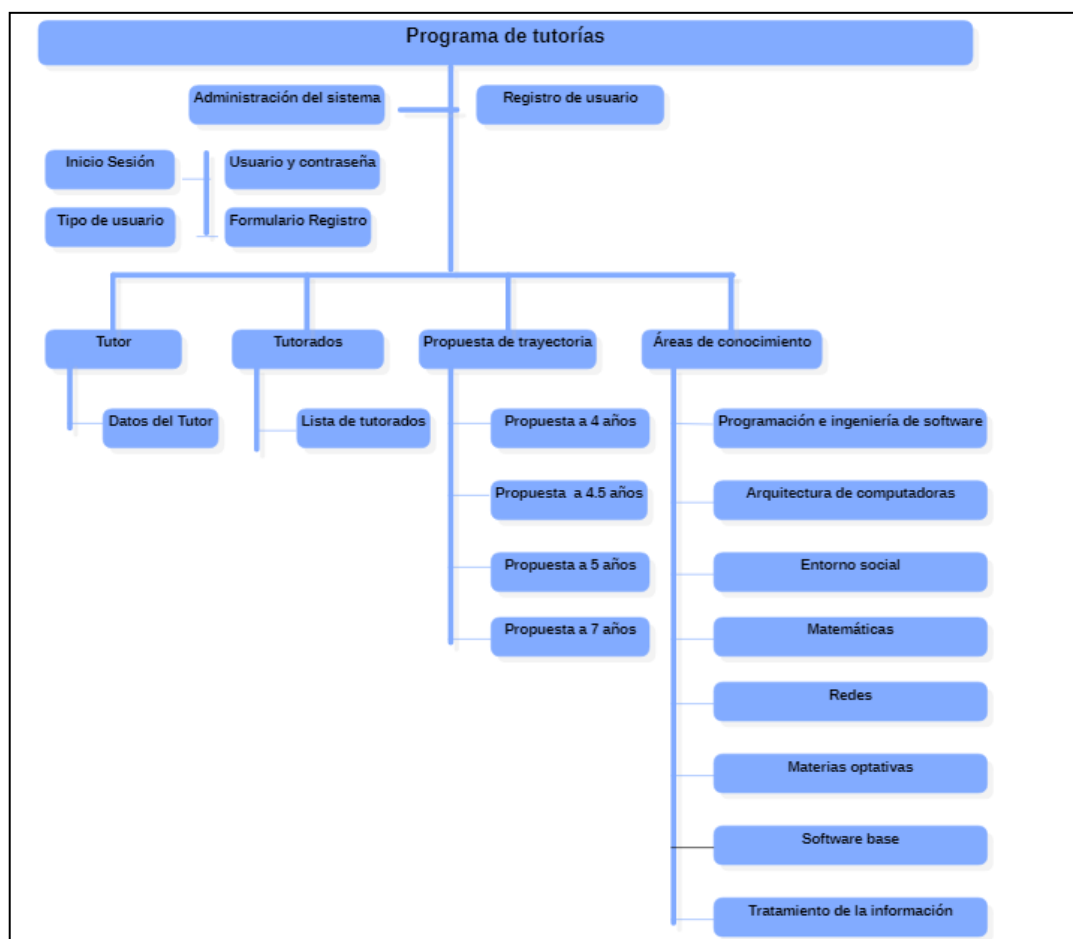 Programa de tutorías
Administración del sistema
Registro de usuario
Inicio Sesión
Usuario y contraseña
Tipo de usuario
Formulario Registro
Tutor
Tutorados
Propuesta de trayectoria
Áreas de conocimiento
Datos del Tutor
Lista de tutorados
Propuesta a 4 años
Programación e ingeniería de software
Propuesta a 4.5 años
Arquitectura de computadoras
Propuesta a 5 años
Entorno social
Propuesta a 7 años
Matemáticas
Redes
Materias optativas
Software base
Tratamiento de la información